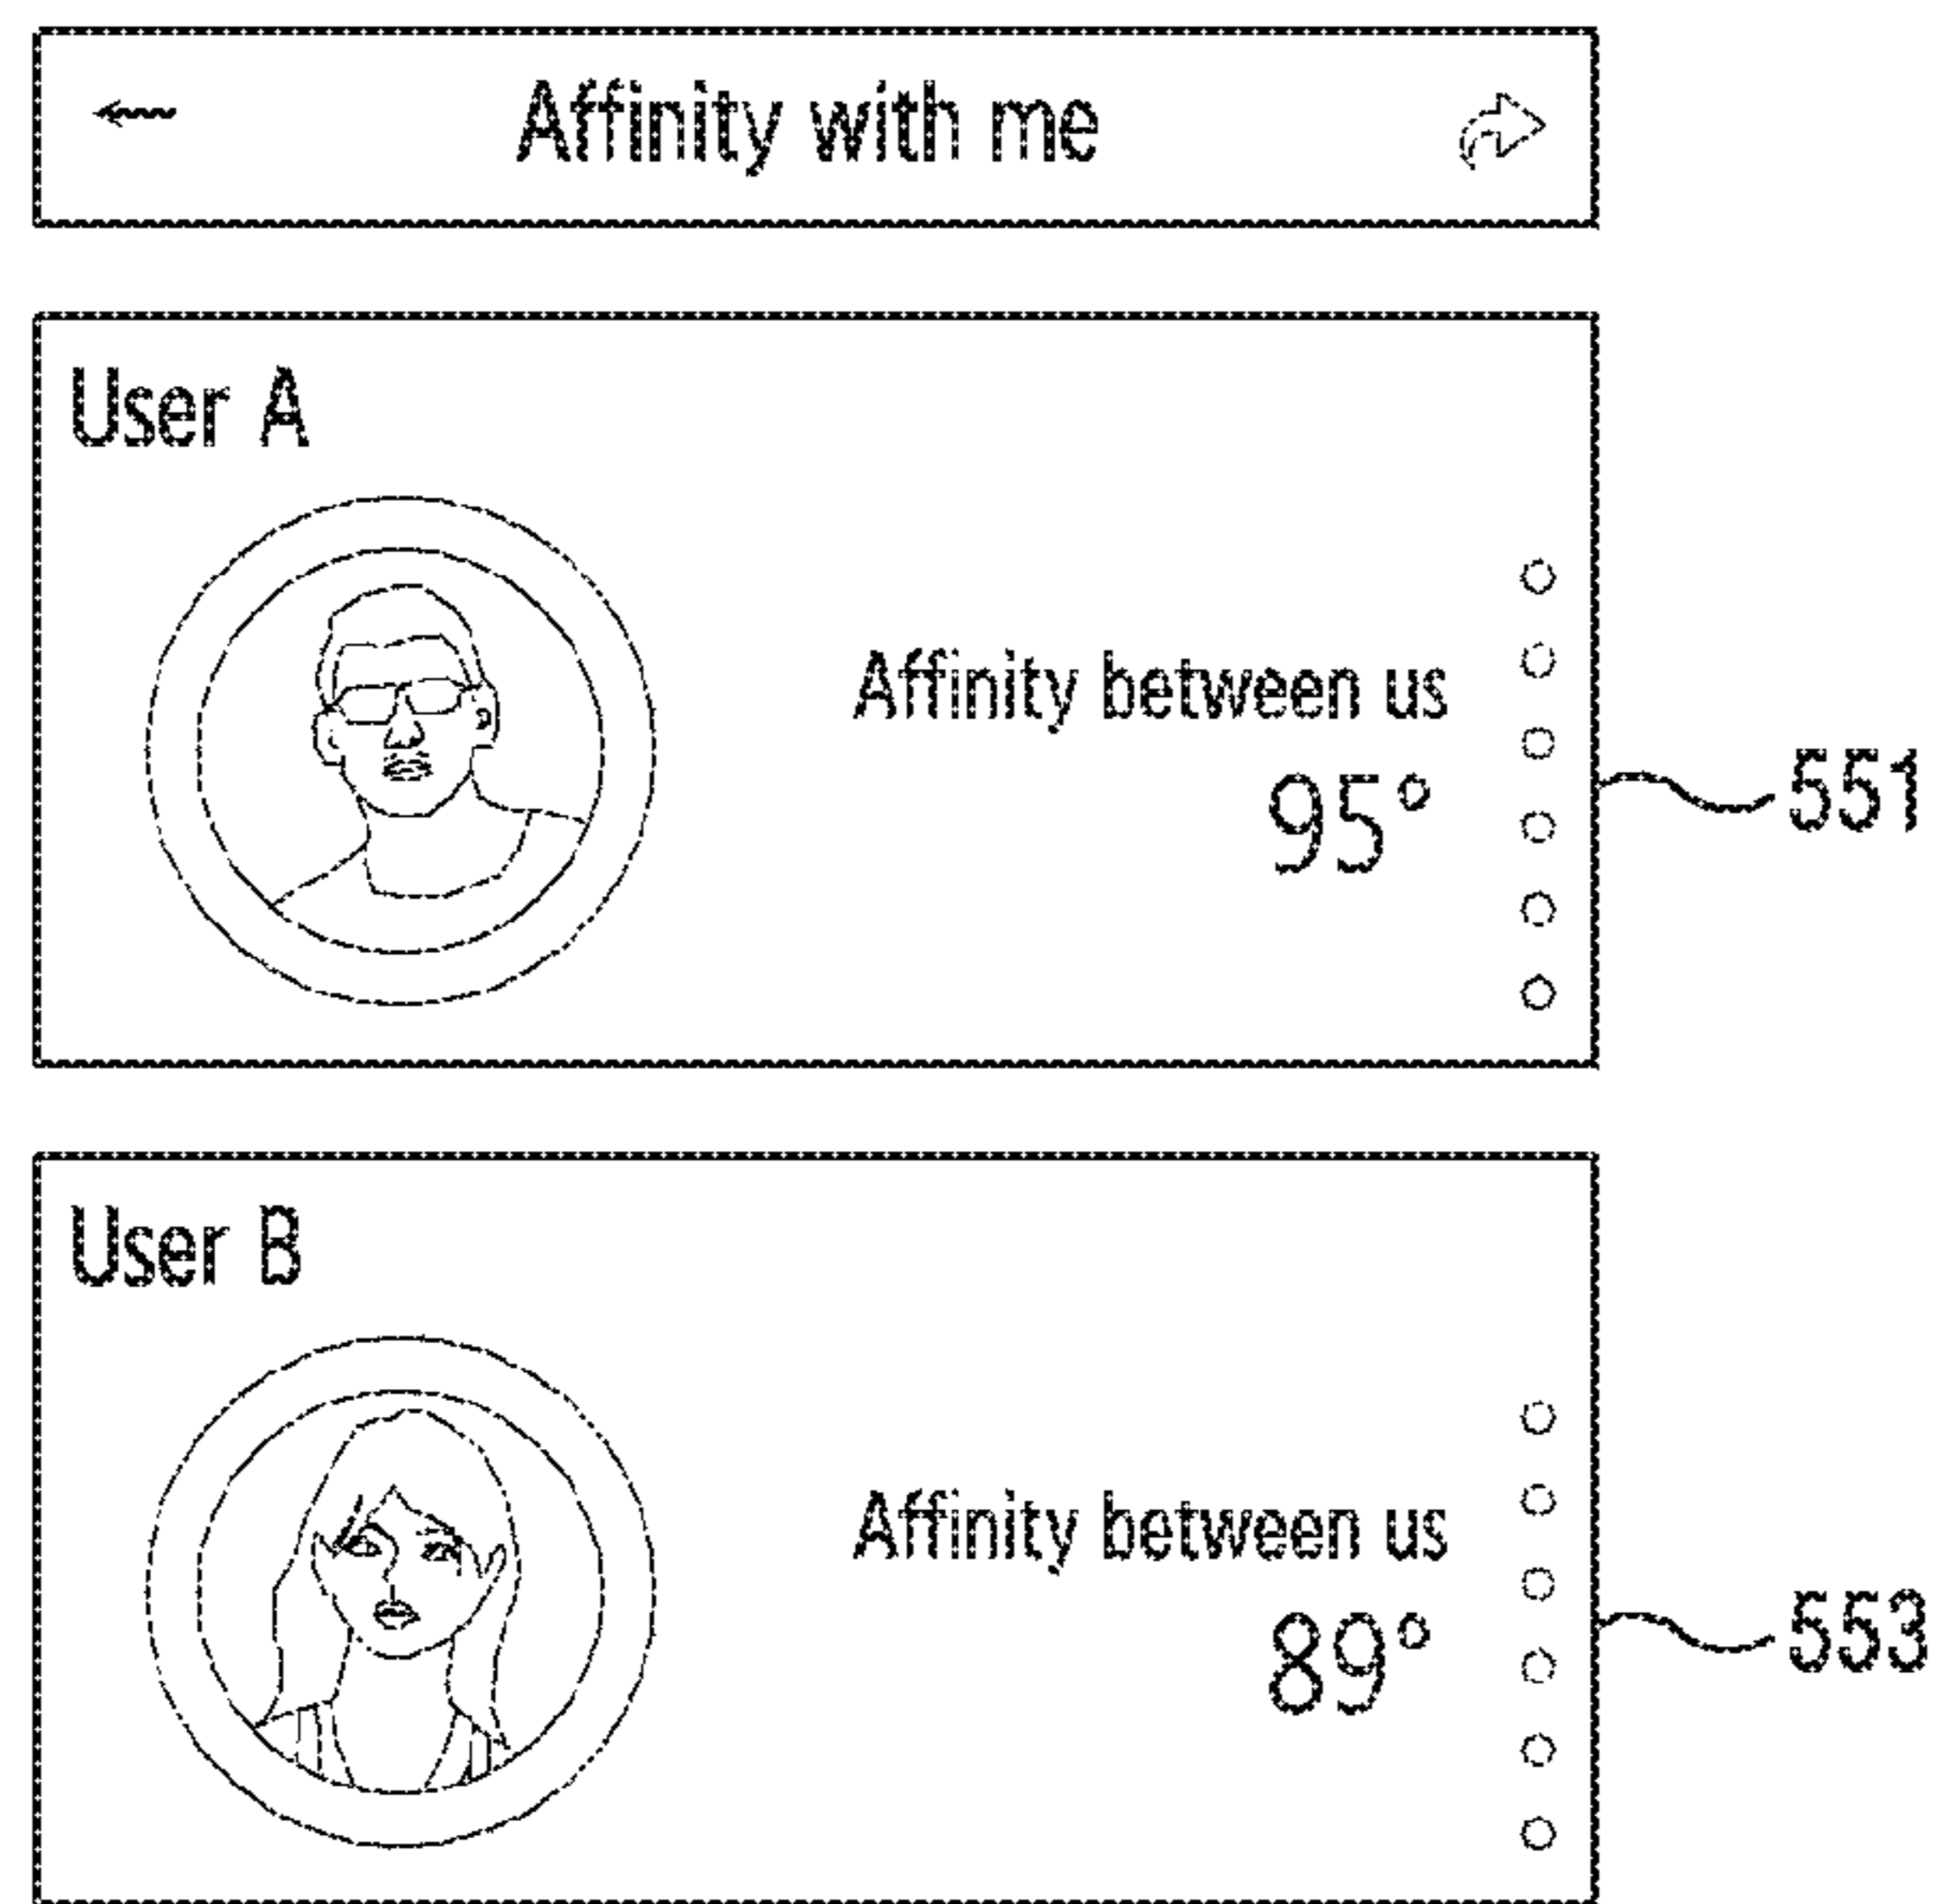 Affinity with me
User A
Affinity between us
95°
551
User B
Affinity between us
89°
553